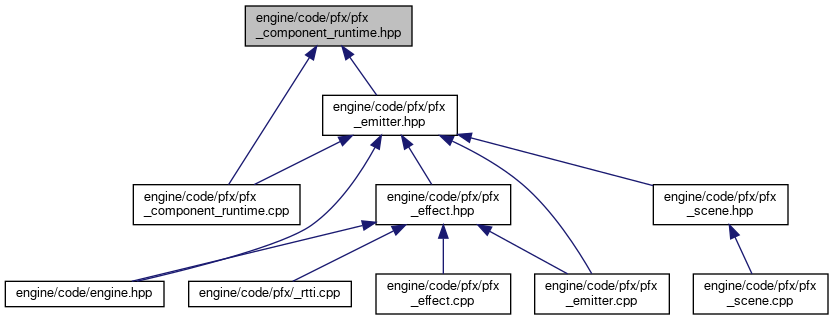 engine/code/pfx/pfx
_component_runtime.hpp
engine/code/pfx/pfx
_emitter.hpp
engine/code/pfx/pfx
_component_runtime.cpp
engine/code/pfx/pfx
_effect.hpp
engine/code/pfx/pfx
_scene.hpp
engine/code/engine.hpp
engine/code/pfx/_rtti.cpp
engine/code/pfx/pfx
_effect.cpp
engine/code/pfx/pfx
_emitter.cpp
engine/code/pfx/pfx
_scene.cpp